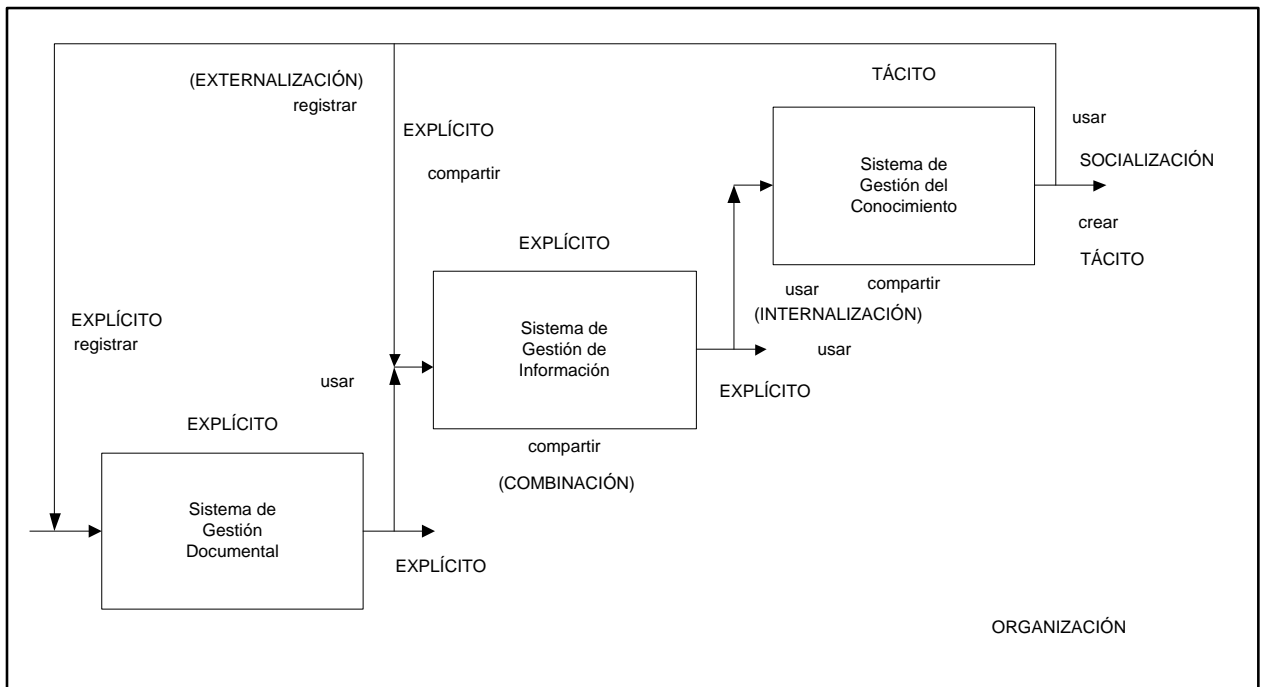 TÁCITO
(EXTERNALIZACIÓN)
registrar
usar
EXPLÍCITO
compartir
SOCIALIZACIÓN
Sistema de
Gestión del
Conocimiento
crear
TÁCITO
EXPLÍCITO
compartir
usar
(INTERNALIZACIÓN)
usar
EXPLÍCITO
registrar
Sistema de
Gestión de
Información
usar
EXPLÍCITO
EXPLÍCITO
compartir
(COMBINACIÓN)
Sistema de
Gestión
Documental
EXPLÍCITO
ORGANIZACIÓN